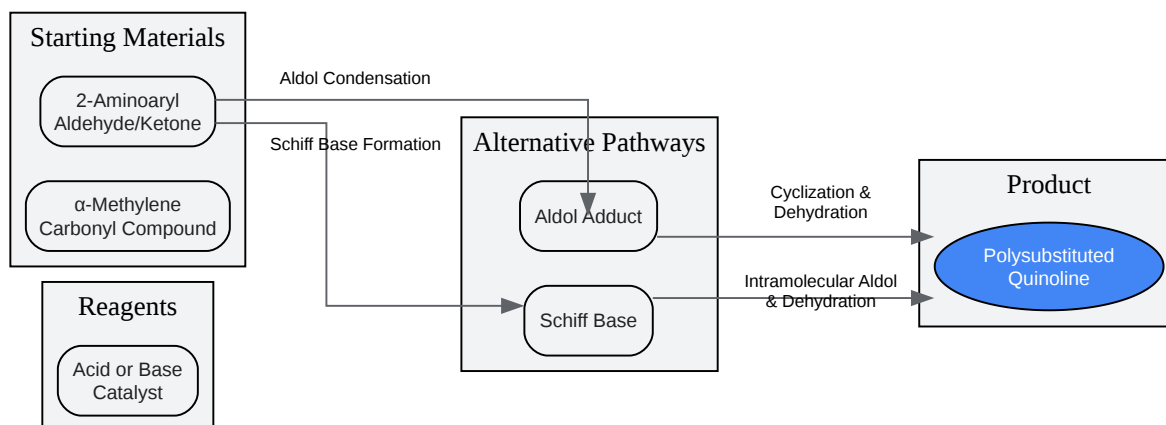 Starting Materials
2-Aminoaryl
Aldehyde/Ketone
α-Methylene
Carbonyl Compound
Reagents
Acid or Base
Catalyst
Aldol Condensation
Schiff Base Formation
Alternative Pathways
Aldol Adduct
Schiff Base
Cyclization &
Dehydration
Intramolecular Aldol
& Dehydration
Product
Polysubstituted
Quinoline